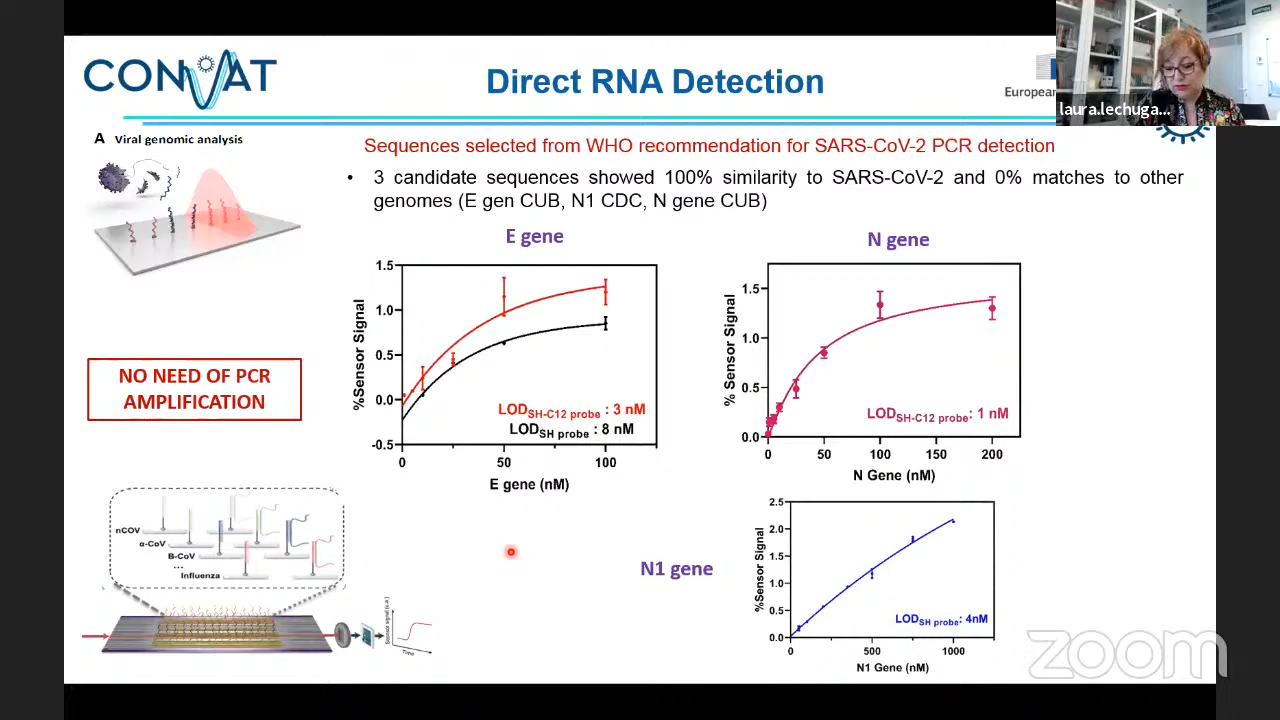 CONVAT
Direct RNA Detection
European
laura.lechuga...
A Viral genomic analysis
Sequences selected from WHO recommendation for SARS-CoV-2 PCR detection
• 3 candidate sequences showed 100% similarity to SARS-CoV-2 and 0% matches to other
genomes (E gen CUB, N1 CDC, N gene CUB)
E gene
N gene
%Sensor Signal
1.5
1.0
0.5
0.0
-0.5
LODSH-C12 probe : 3 nM
LODSH probe : 8 nM
0 50 100
E gene (nM)
% Sensor Signal
1.5
1.0
0.5
0.0
LODSH-C12 probe: 1 nM
0 50 100 150 200
N Gene (nM)
NO NEED OF PCR
AMPLIFICATION
nCOV
α-CoV
B-CoV
...
Influenza
Sensor signal (u.a.)
Time
N1 gene
%Sensor Signal
2.5
2.0
1.5
1.0
0.5
0.0
LODSH probe: 4nM
0 500 1000
N1 Gene (nM)
zoom